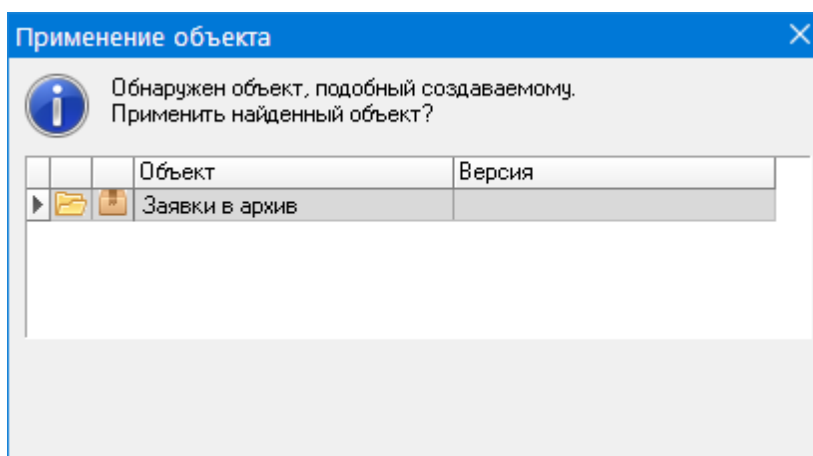 Применение объекта
Обнаружен объект, подобный создаваемому.
Применить найденный объект?
Объект Версия
Заявки в архив